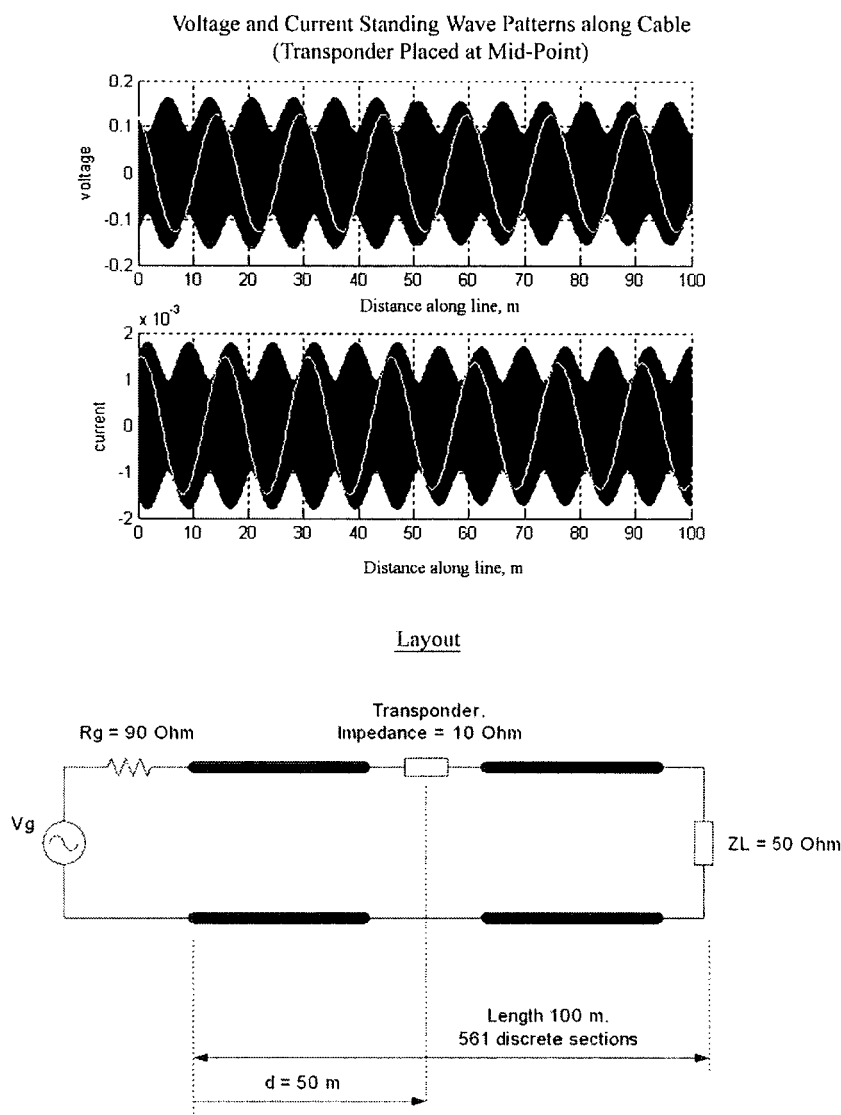 Voltage and Current Standing Wave Patterns along Cable
(Transponder Placed at Mid-Point)
0.2
0.1
0
-0.1
-0.2
voltage
0 10 20 30 40 50 60 70 80 90 100
Distance along line, m
x 10-3
2
1
0
-1
-2
current
0 10 20 30 40 50 60 70 80 90 100
Distance along line, m
Layout
Transponder.
Rg = 90 Ohm
Impedance = 10 Ohm
Vg
ZL = 50 Ohm
Length 100 m.
561 discrete sections
d = 50 m